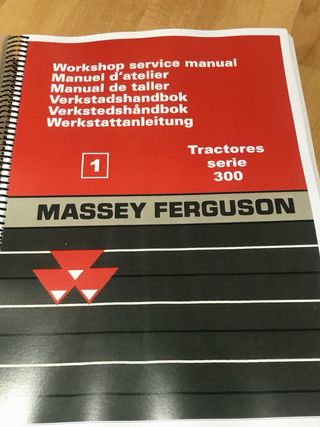 Workshop service manual
Manuel d'atelier
Manual de taller
Verkstadshandbok
Verkstedshåndbok
Werkstattanleitung
1
Tractores
serie
300
MASSEY FERGUSON